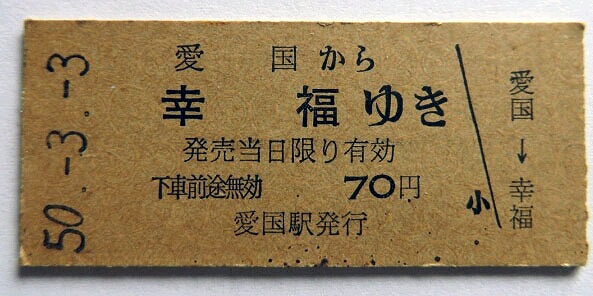 50.-3.-3
愛国から
幸福ゆき
発売当日限り有効
下車前途無効 70円
愛国駅発行
小
愛国→幸福